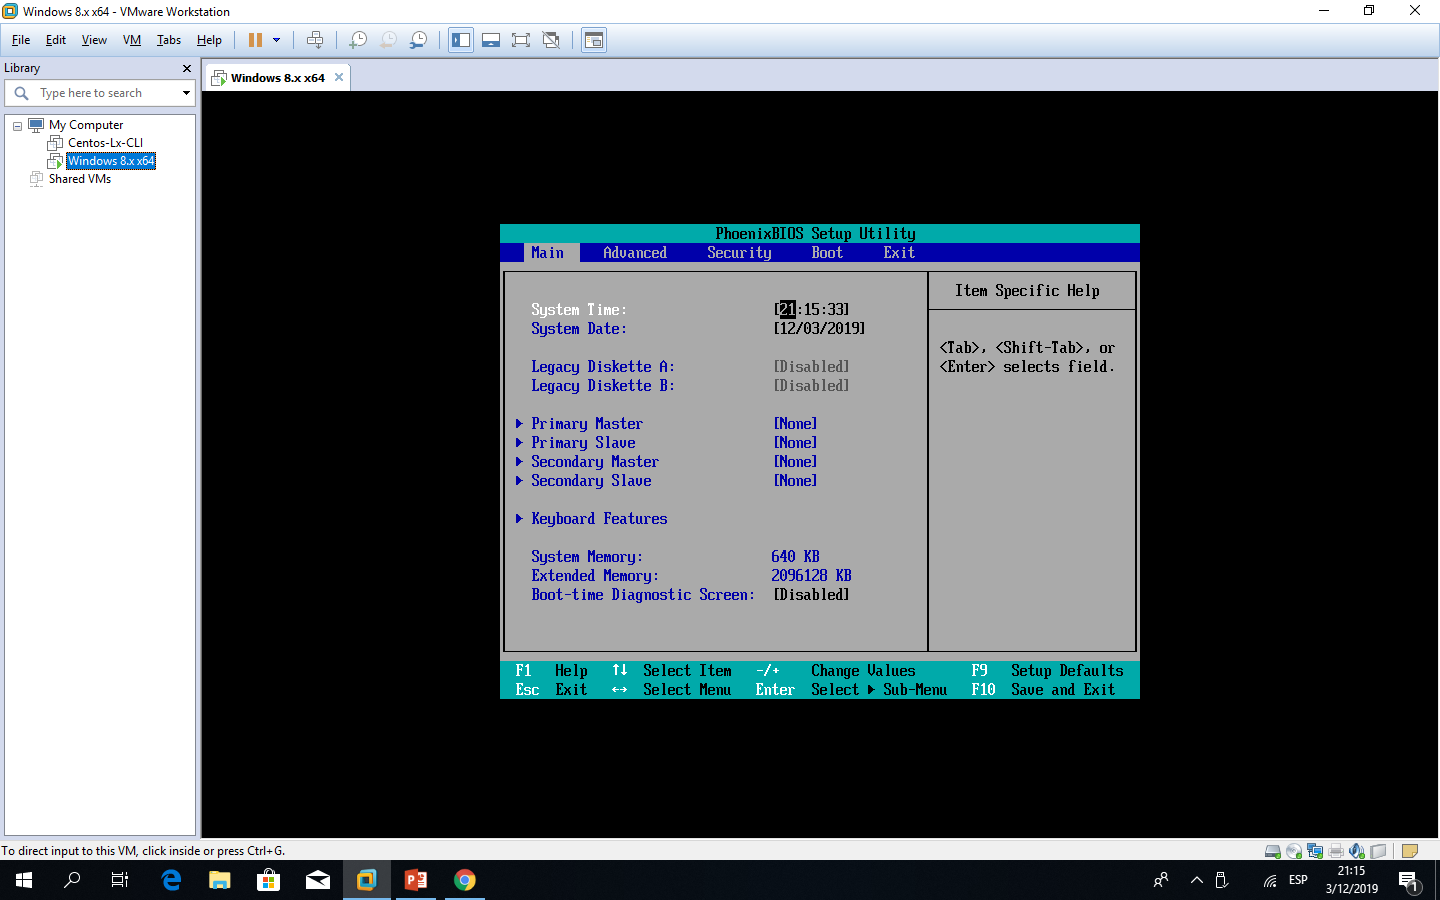 Windows 8.x x64 - VMware Workstation
File Edit View VM Tabs Help
Library
Type here to search
My Computer
Centos-Lx-CLI
Windows 8.x x64
Shared VMs
Windows 8.x x64
PhoenixBIOS Setup Utility
Main Advanced Security Boot Exit
Item Specific Help
System Time: [21:15:33]
System Date: [12/03/2019]
<Tab>, <Shift-Tab>, or
<Enter> selects field.
Legacy Diskette A: [Disabled]
Legacy Diskette B: [Disabled]
Primary Master [None]
Primary Slave [None]
Secondary Master [None]
Secondary Slave [None]
Keyboard Features
System Memory: 640 KB
Extended Memory: 2096128 KB
Boot-time Diagnostic Screen: [Disabled]
F1 Help ↑↓ Select Item -/+ Change Values F9 Setup Defaults
Esc Exit ↔ Select Menu Enter Select ▶ Sub-Menu F10 Save and Exit
To direct input to this VM, click inside or press Ctrl+G.
ESP
21:15
3/12/2019
1